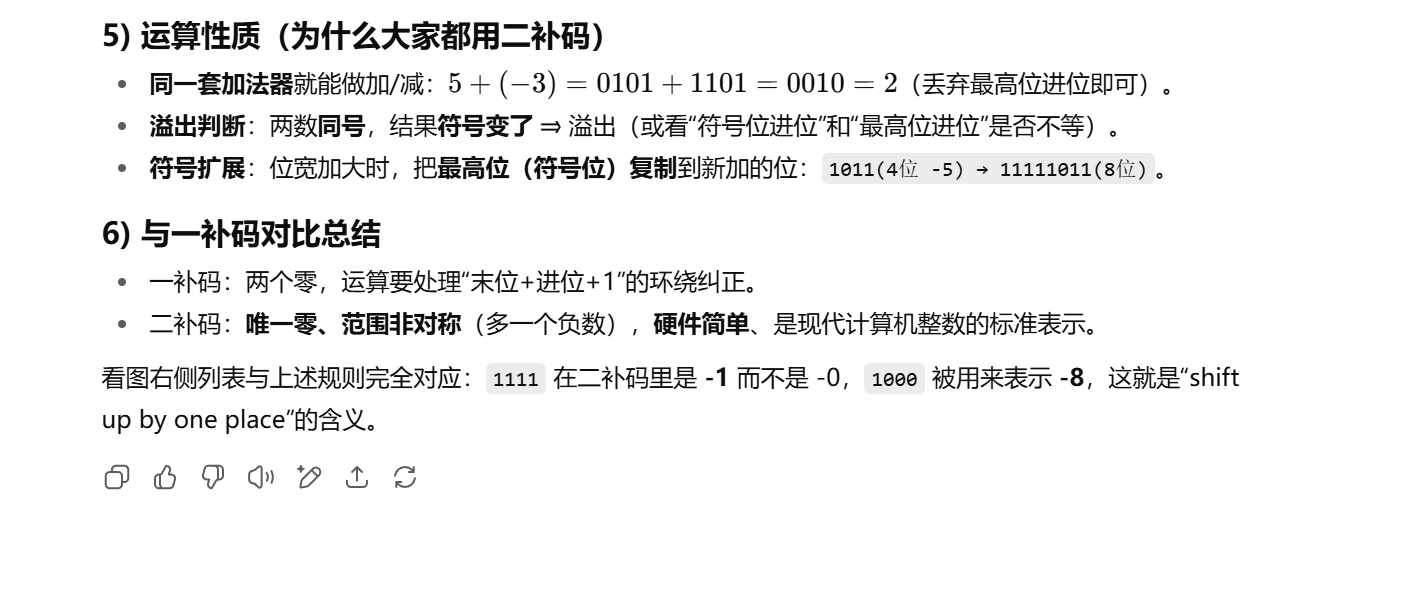 5) 运算性质（为什么大家都用二补码）
• 同一套加法器就能做加/减：5 + (−3) = 0101 + 1101 = 0010 = 2（丢弃最高位进位即可）。
• 溢出判断：两数同号，结果符号变了 ⇒ 溢出（或看“符号位进位”和“最高位进位”是否不等）。
• 符号扩展：位宽加大时，把最高位（符号位）复制到新加的位：1011(4位 -5) → 11111011(8位)。
6) 与一补码对比总结
• 一补码：两个零，运算要处理“末位+进位+1”的环绕纠正。
• 二补码：唯一零、范围非对称（多一个负数），硬件简单、是现代计算机整数的标准表示。
看图右侧列表与上述规则完全对应：1111 在二补码里是 -1 而不是 -0，1000 被用来表示 -8，这就是“shift
up by one place”的含义。